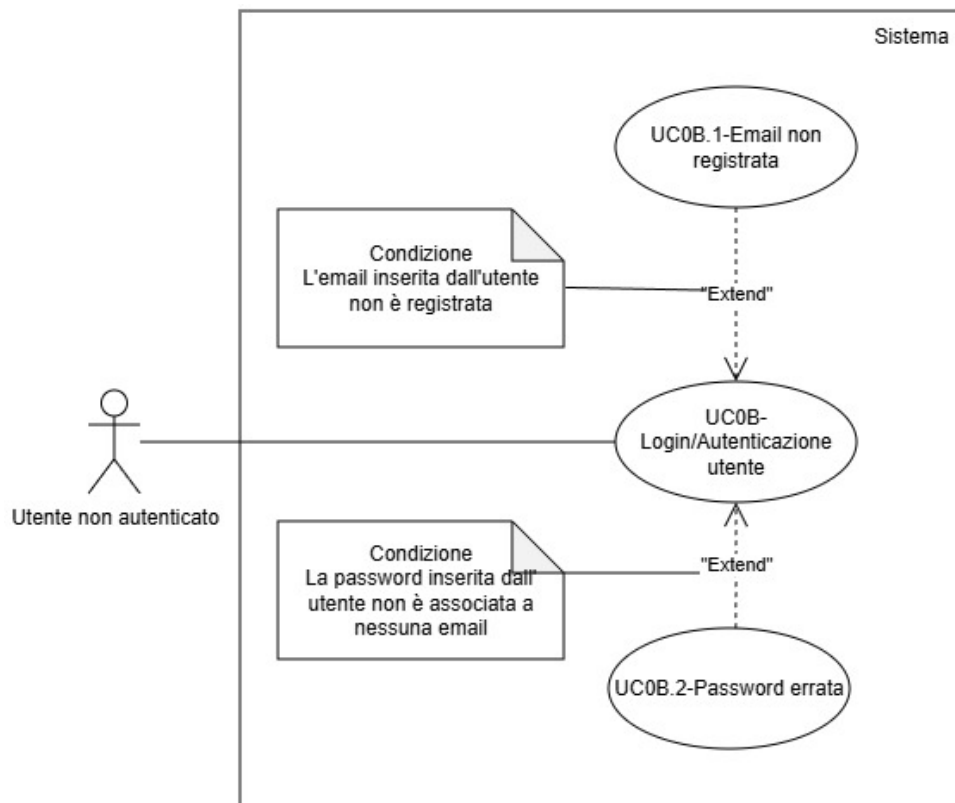 Sistema
UC0B.1-Email non
registrata
Condizione
L'email inserita dall'utente
non è registrata
"Extend"
UC0B-
Login/Autenticazione
utente
Utente non autenticato
Condizione
La password inserita dall'
utente non è associata a
nessuna email
"Extend"
UC0B.2-Password errata